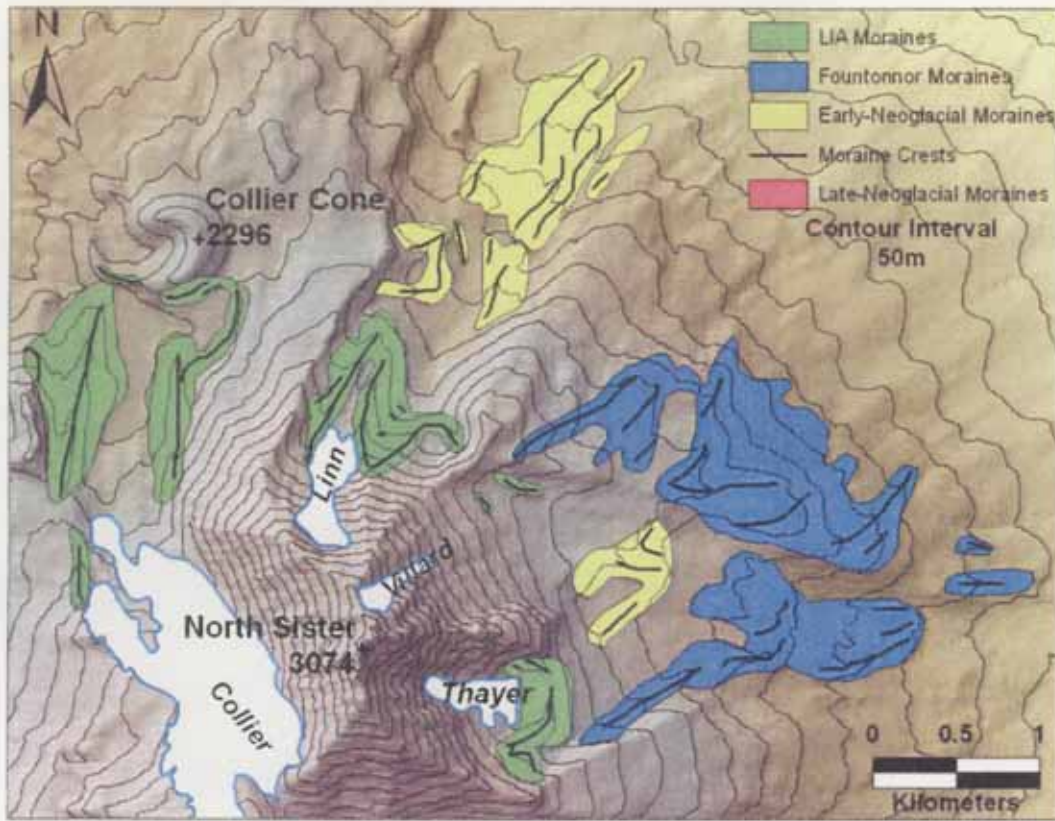 N
LIA Moraines
Fountonnor Moraines
Early-Neoglacial Moraines
Moraine Crests
Late-Neoglacial Moraines
Contour Interval
50m
Collier Cone
+2296
Linn
Villard
North Sister
3074
Thayer
Collier
0 0.5 1
Kilometers